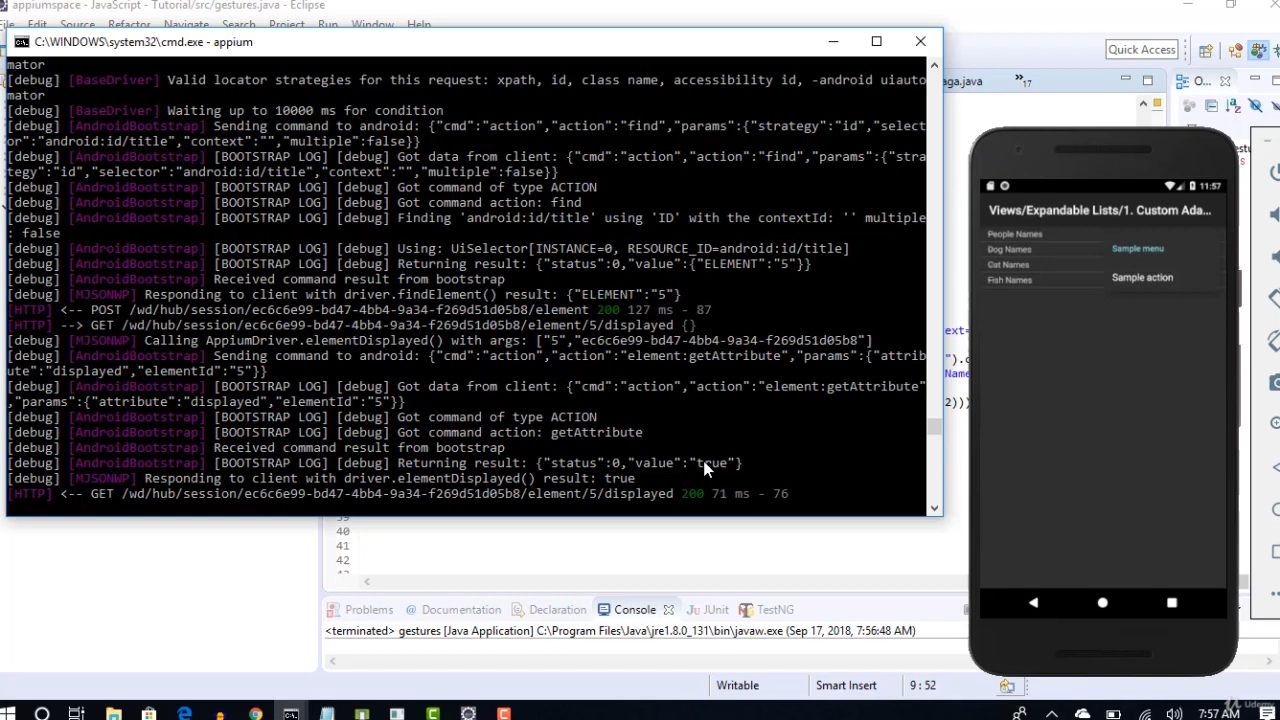 appiumspace - JavaScript - Tutorial/src/gestures.java - Eclipse
File Edit Source Refactor Navigate Search Project Run Window Help
C:\WINDOWS\system32\cmd.exe - appium
Quick Access
mator
[debug] [BaseDriver] Valid locator strategies for this request: xpath, id, class name, accessibility id, -android uiauto
mator
[debug] [BaseDriver] Waiting up to 10000 ms for condition
[debug] [AndroidBootstrap] Sending command to android: {"cmd":"action","action":"find","params":{"strategy":"id","select
or":"android:id/title","context":"","multiple":false}}
[debug] [AndroidBootstrap] [BOOTSTRAP LOG] [debug] Got data from client: {"cmd":"action","action":"find","params":{"stra
tegy":"id","selector":"android:id/title","context":"","multiple":false}}
[debug] [AndroidBootstrap] [BOOTSTRAP LOG] [debug] Got command of type ACTION
[debug] [AndroidBootstrap] [BOOTSTRAP LOG] [debug] Got command action: find
[debug] [AndroidBootstrap] [BOOTSTRAP LOG] [debug] Finding 'android:id/title' using 'ID' with the contextId: '' multiple
: false
[debug] [AndroidBootstrap] [BOOTSTRAP LOG] [debug] Using: UiSelector[INSTANCE=0, RESOURCE_ID=android:id/title]
[debug] [AndroidBootstrap] [BOOTSTRAP LOG] [debug] Returning result: {"status":0,"value":{"ELEMENT":"5"}}
[debug] [AndroidBootstrap] Received command result from bootstrap
[debug] [MJSONWP] Responding to client with driver.findElement() result: {"ELEMENT":"5"}
[HTTP] <-- POST /wd/hub/session/ec6c6e99-bd47-4bb4-9a34-f269d51d05b8/element 200 127 ms - 87
[HTTP] --> GET /wd/hub/session/ec6c6e99-bd47-4bb4-9a34-f269d51d05b8/element/5/displayed {}
[debug] [MJSONWP] Calling AppiumDriver.elementDisplayed() with args: ["5","ec6c6e99-bd47-4bb4-9a34-f269d51d05b8"]
[debug] [AndroidBootstrap] Sending command to android: {"cmd":"action","action":"element:getAttribute","params":{"attrib
ute":"displayed","elementId":"5"}}
[debug] [AndroidBootstrap] [BOOTSTRAP LOG] [debug] Got data from client: {"cmd":"action","action":"element:getAttribute"
,"params":{"attribute":"displayed","elementId":"5"}}
[debug] [AndroidBootstrap] [BOOTSTRAP LOG] [debug] Got command of type ACTION
[debug] [AndroidBootstrap] [BOOTSTRAP LOG] [debug] Got command action: getAttribute
[debug] [AndroidBootstrap] Received command result from bootstrap
[debug] [AndroidBootstrap] [BOOTSTRAP LOG] [debug] Returning result: {"status":0,"value":"true"}
[debug] [MJSONWP] Responding to client with driver.elementDisplayed() result: true
[HTTP] <-- GET /wd/hub/session/ec6c6e99-bd47-4bb4-9a34-f269d51d05b8/element/5/displayed 200 71 ms - 76
aga.java
17
O...
11:57
Views/Expandable Lists/1. Custom Ada...
People Names
Dog Names
Cat Names
Fish Names
Sample menu
Sample action
39
40
41
42
Problems @ Documentation Declaration Console JUnit TestNG
<terminated> gestures [Java Application] C:\Program Files\Java\jre1.8.0_131\bin\javaw.exe (Sep 17, 2018, 7:56:48 AM)
Writable Smart Insert 9 : 52
7:57 AM
Udemy